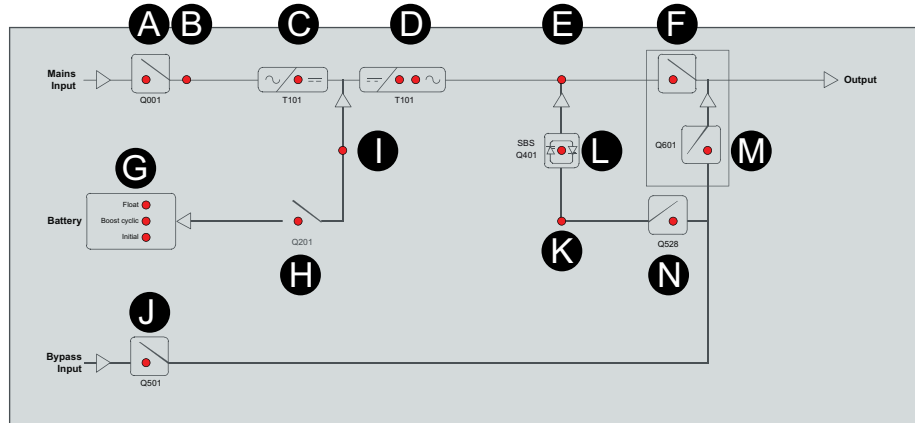 A B C D E F
Mains
Input
Q001
T101
T101
Output
SBS
Q401
L
Q601
M
I
G
Float
Battery
Boost cyclic
Initial
Q201
H
K
Q528
N
J
Bypass
Input
Q501